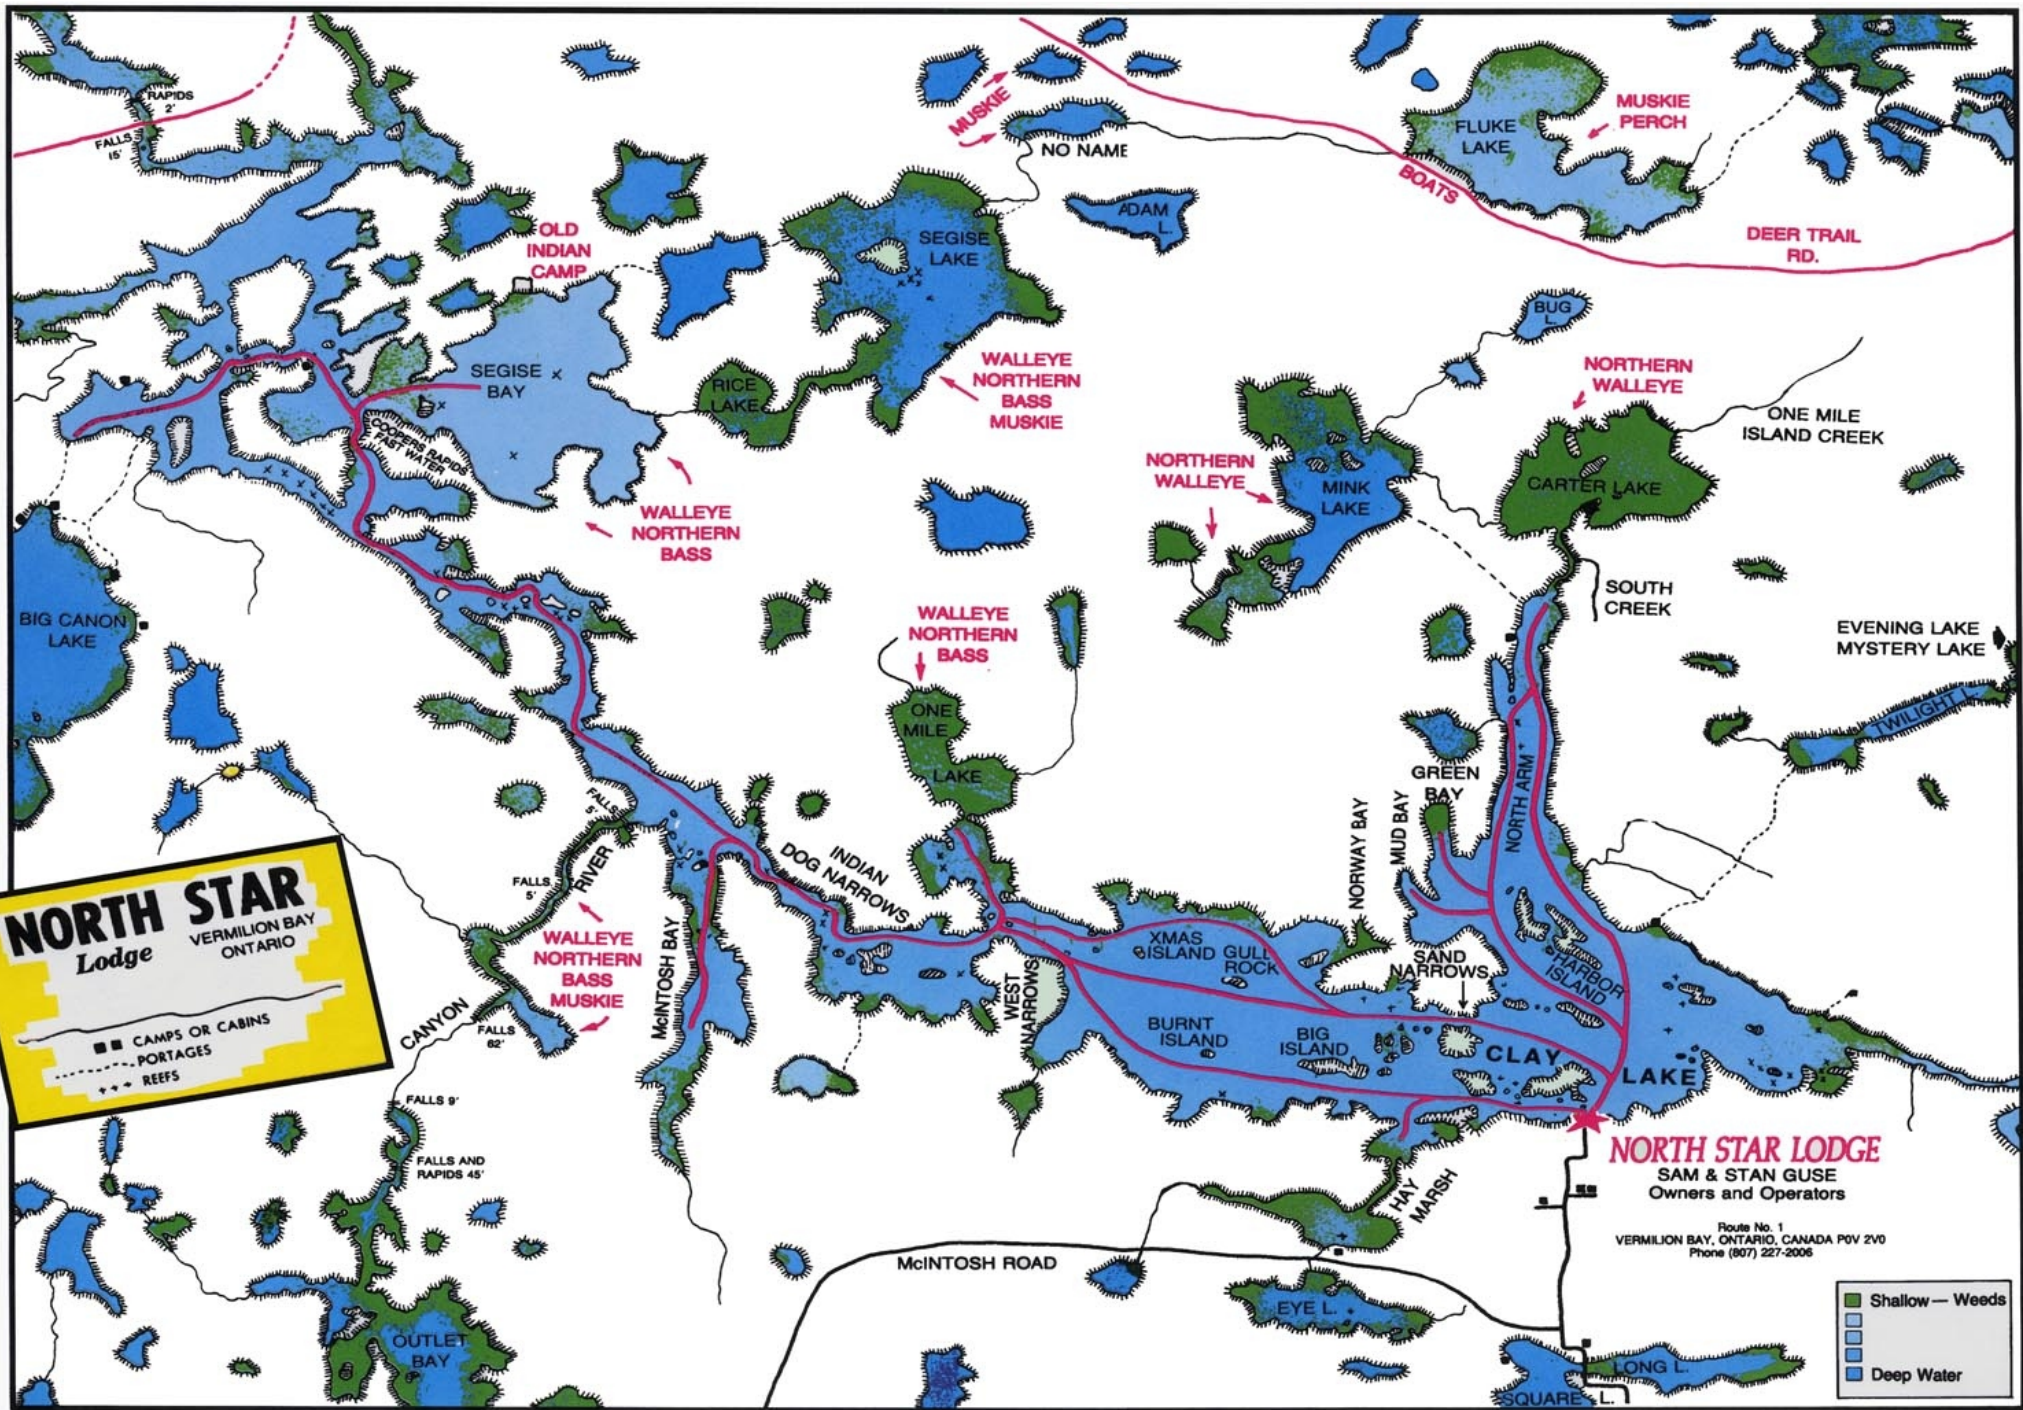 RAPIDS
2'
FALLS
15'
OLD
INDIAN
CAMP
MUSKIE
NO NAME
ADAM
L.
SEGISE
LAKE
FLUKE
LAKE
MUSKIE
PERCH
BOATS
DEER TRAIL
RD.
BUG
L.
SEGISE
BAY
RICE
LAKE
WALLEYE
NORTHERN
BASS
MUSKIE
COOPERS RAPIDS
FAST WATER
WALLEYE
NORTHERN
BASS
NORTHERN
WALLEYE
MINK
LAKE
NORTHERN
WALLEYE
CARTER LAKE
ONE MILE
ISLAND CREEK
SOUTH
CREEK
EVENING LAKE
MYSTERY LAKE
TWILIGHT L.
BIG CANON
LAKE
WALLEYE
NORTHERN
BASS
ONE
MILE
LAKE
GREEN
BAY
NORTH ARM
MUD BAY
NORWAY BAY
FALLS
5'
FALLS
5'
RIVER
INDIAN
DOG NARROWS
WALLEYE
NORTHERN
BASS
MUSKIE
McINTOSH BAY
CANYON
FALLS
62'
WEST
NARROWS
XMAS
ISLAND
GULL
ROCK
SAND
NARROWS
HARBOR
ISLAND
BURNT
ISLAND
BIG
ISLAND
CLAY
LAKE
NORTH STAR
Lodge
VERMILION BAY
ONTARIO
CAMPS OR CABINS
PORTAGES
REEFS
FALLS 9'
FALLS AND
RAPIDS 45'
OUTLET
BAY
HAY
MARSH
McINTOSH ROAD
EYE L.
LONG L.
SQUARE L.
NORTH STAR LODGE
SAM & STAN GUSE
Owners and Operators
Route No. 1
VERMILION BAY, ONTARIO, CANADA P0V 2V0
Phone (807) 227-2006
Shallow — Weeds
Deep Water